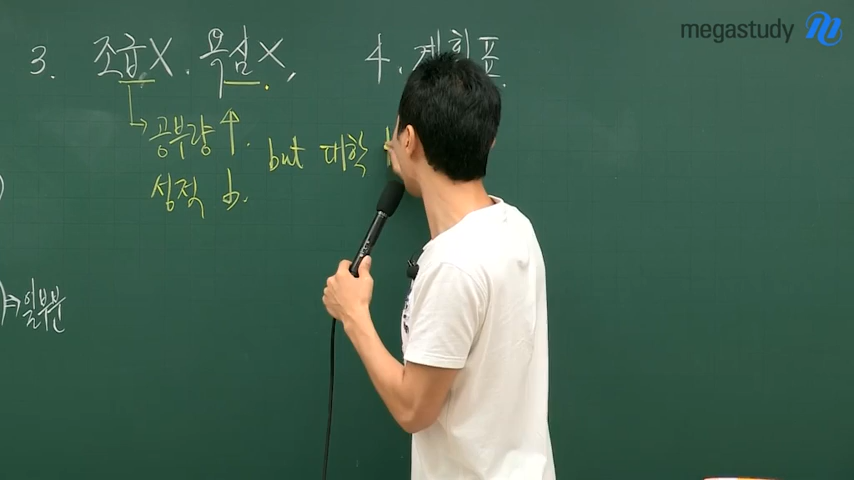 megastudy
3. 조급X. 욕심X, 4. 계획표.
→ 공부량↑. but 대학
성적
)⇒일부분